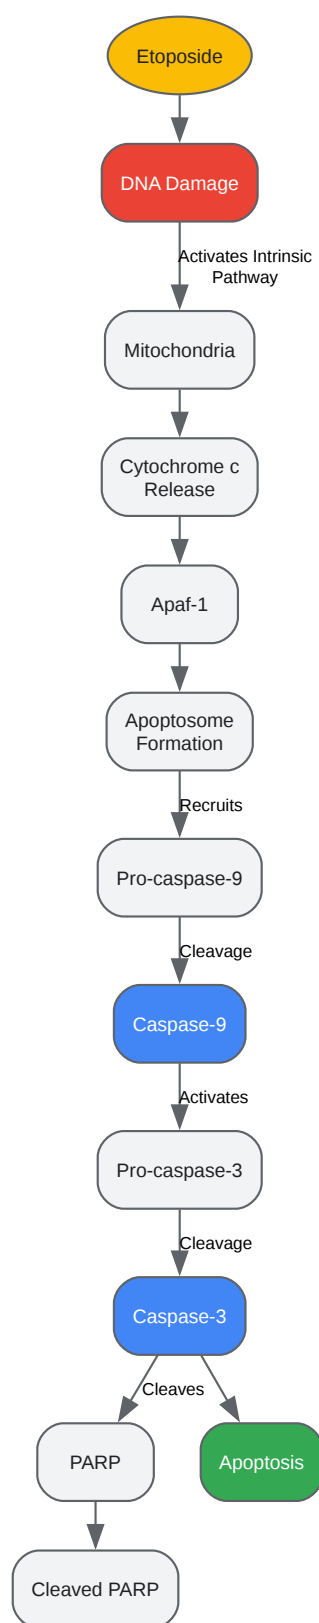 Etoposide
DNA Damage
Activates Intrinsic
Pathway
Mitochondria
Cytochrome c
Release
Apaf-1
Apoptosome
Formation
Recruits
Pro-caspase-9
Cleavage
Caspase-9
Activates
Pro-caspase-3
Cleavage
Caspase-3
Cleaves
PARP
Apoptosis
Cleaved PARP